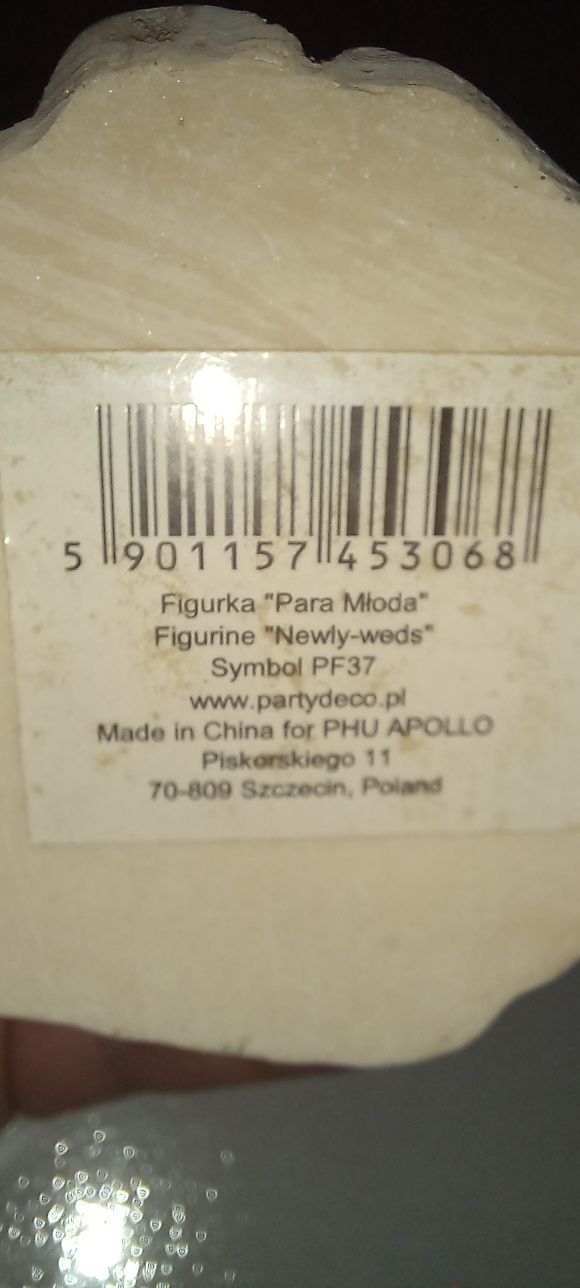 5 901157 453068
Figurka "Para Młoda"
Figurine "Newly-weds"
Symbol PF37
www.partydeco.pl
Made in China for PHU APOLLO
Piskorskiego 11
70-809 Szczecin, Poland